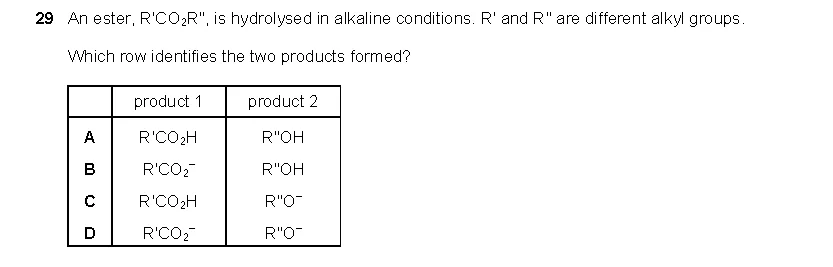 29 An ester, R'CO₂R", is hydrolysed in alkaline conditions. R' and R" are different alkyl groups.
Which row identifies the two products formed?
product 1 product 2
A R'CO₂H R"OH
B R'CO₂⁻ R"OH
C R'CO₂H R"O⁻
D R'CO₂⁻ R"O⁻